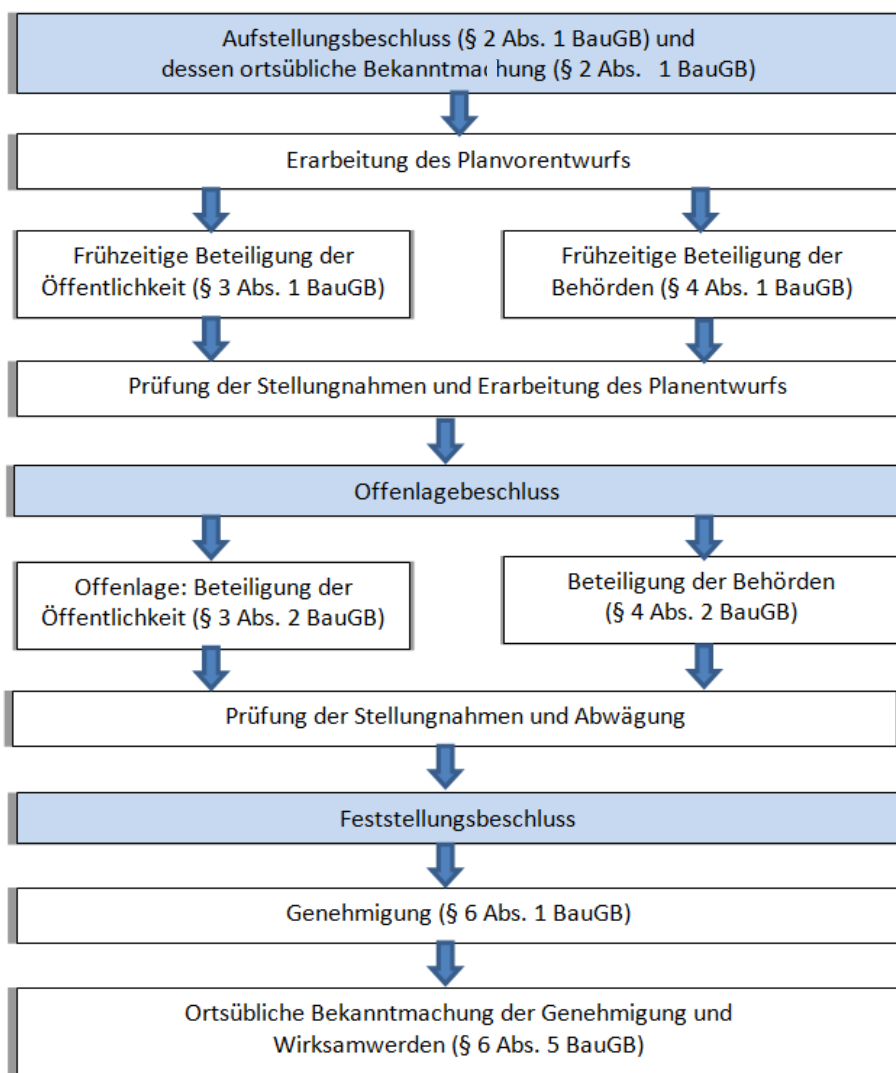 Aufstellungsbeschluss (§ 2 Abs. 1 BauGB) und
dessen ortsübliche Bekanntmachung (§ 2 Abs. 1 BauGB)
Erarbeitung des Planvorentwurfs
Frühzeitige Beteiligung der
Öffentlichkeit (§ 3 Abs. 1 BauGB)
Frühzeitige Beteiligung der
Behörden (§ 4 Abs. 1 BauGB)
Prüfung der Stellungnahmen und Erarbeitung des Planentwurfs
Offenlagebeschluss
Offenlage: Beteiligung der
Öffentlichkeit (§ 3 Abs. 2 BauGB)
Beteiligung der Behörden
(§ 4 Abs. 2 BauGB)
Prüfung der Stellungnahmen und Abwägung
Feststellungsbeschluss
Genehmigung (§ 6 Abs. 1 BauGB)
Ortsübliche Bekanntmachung der Genehmigung und
Wirksamwerden (§ 6 Abs. 5 BauGB)